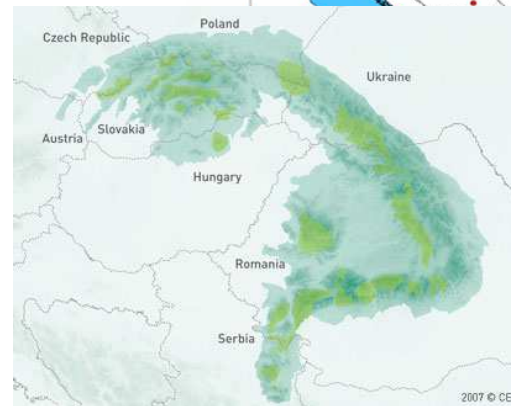 Poland
Czech Republic
Ukraine
Austria
Slovakia
Hungary
Romania
Serbia
2007 © CE